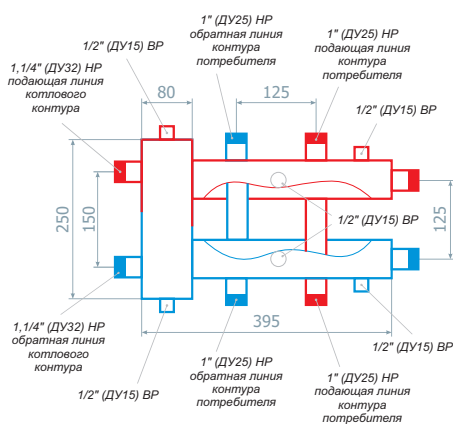 1" (ДУ25) НР
обратная линия
контура
потребителя
1" (ДУ25) НР
подающая линия
контура
потребителя
1/2" (ДУ15) ВР
1,1/4" (ДУ32) НР
подающая линия
котлового
контура
80
125
1/2" (ДУ15) ВР
250
150
1/2" (ДУ15) ВР
125
395
1,1/4" (ДУ32) НР
обратная линия
котлового
контура
1/2" (ДУ15) ВР
1/2" (ДУ15) ВР
1" (ДУ25) НР
обратная линия
контура
потребителя
1" (ДУ25) НР
подающая линия
контура
потребителя